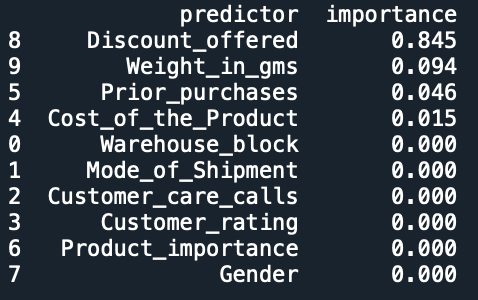 predictor importance
8 Discount_offered 0.845
9 Weight_in_gms 0.094
5 Prior_purchases 0.046
4 Cost_of_the_Product 0.015
0 Warehouse_block 0.000
1 Mode_of_Shipment 0.000
2 Customer_care_calls 0.000
3 Customer_rating 0.000
6 Product_importance 0.000
7 Gender 0.000